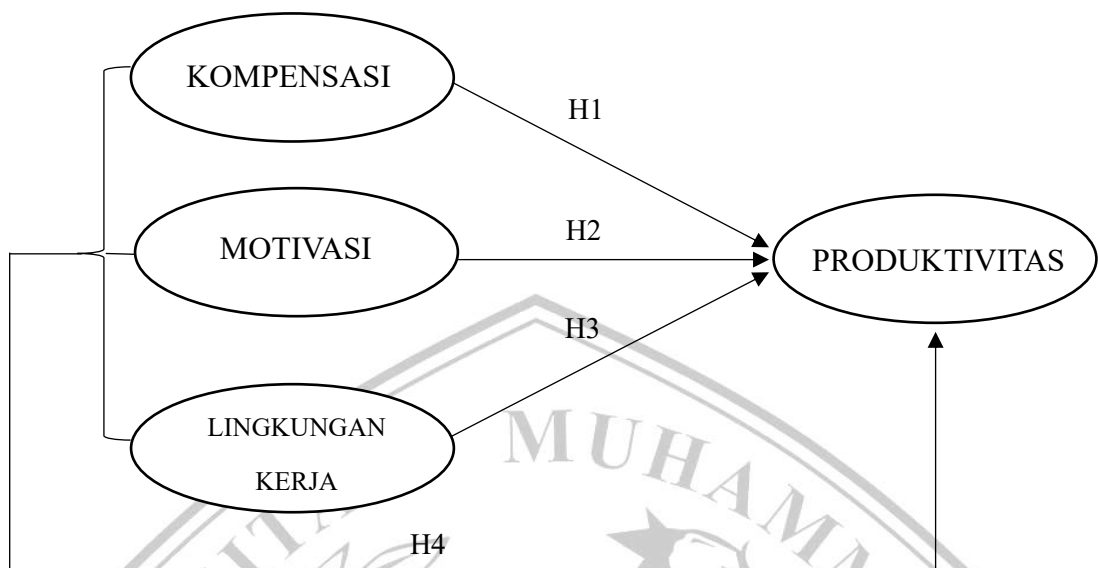 KOMPENSASI
H1
MOTIVASI
H2
PRODUKTIVITAS
H3
LINGKUNGAN
KERJA
MUHAMM
H4